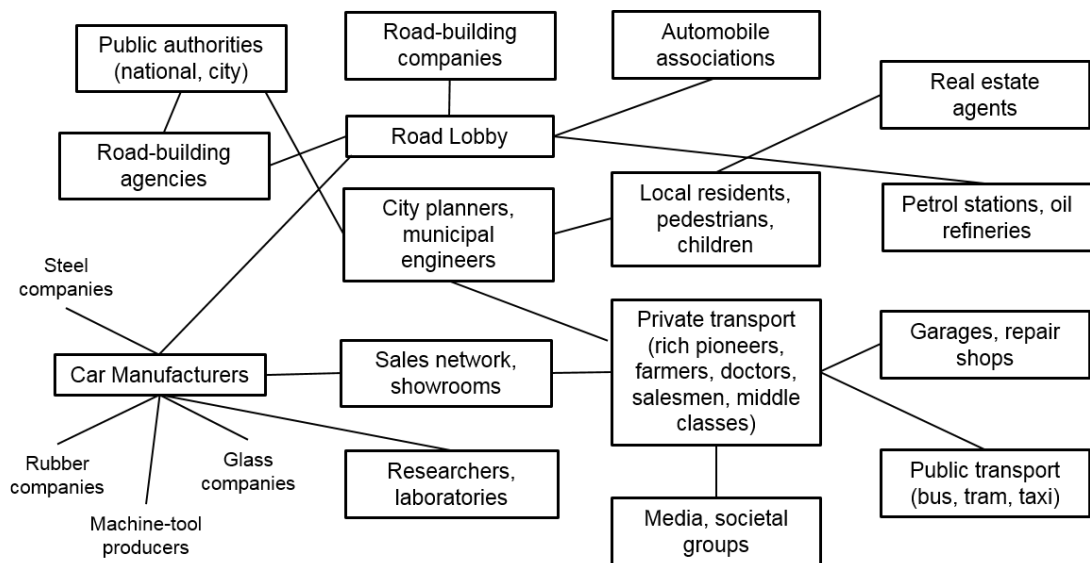 Public authorities
(national, city)
Road-building
companies
Automobile
associations
Real estate
agents
Road-building
agencies
Road Lobby
City planners,
municipal
engineers
Local residents,
pedestrians,
children
Petrol stations, oil
refineries
Steel
companies
Car Manufacturers
Sales network,
showrooms
Private transport
(rich pioneers,
farmers, doctors,
salesmen, middle
classes)
Garages, repair
shops
Rubber
companies
Machine-tool
producers
Glass
companies
Researchers,
laboratories
Media, societal
groups
Public transport
(bus, tram, taxi)